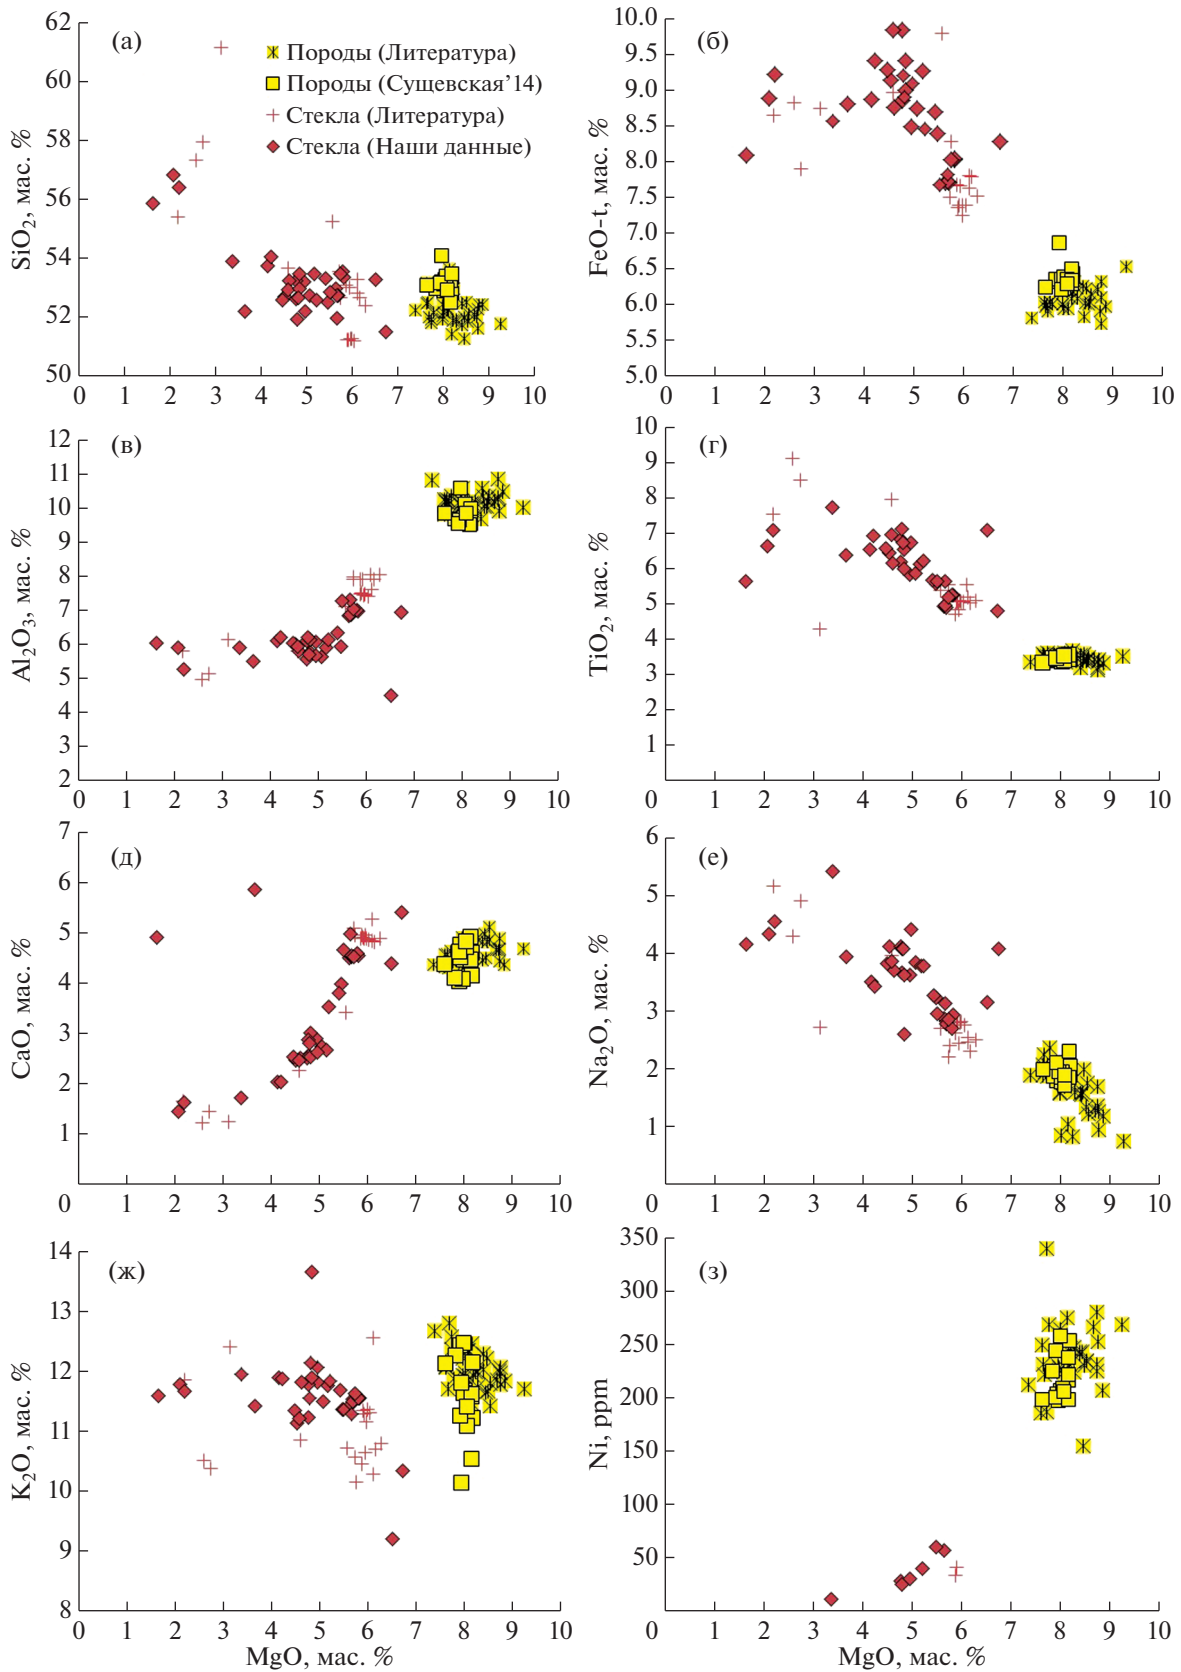 (а)
62
60
58
56
54
52
50
SiO₂, мас. %
0 1 2 3 4 5 6 7 8 9 10
Породы (Литература)
Породы (Сущевская'14)
Стекла (Литература)
Стекла (Наши данные)
(б)
10.0
9.5
9.0
8.5
8.0
7.5
7.0
6.5
6.0
5.5
5.0
FeO-t, мас. %
0 1 2 3 4 5 6 7 8 9 10
(в)
12
11
10
9
8
7
6
5
4
3
2
Al₂O₃, мас. %
0 1 2 3 4 5 6 7 8 9 10
(г)
10
9
8
7
6
5
4
3
2
1
TiO₂, мас. %
0 1 2 3 4 5 6 7 8 9 10
(д)
7
6
5
4
3
2
1
CaO, мас. %
0 1 2 3 4 5 6 7 8 9 10
(е)
6
5
4
3
2
1
Na₂O, мас. %
0 1 2 3 4 5 6 7 8 9 10
(ж)
14
13
12
11
10
9
8
K₂O, мас. %
0 1 2 3 4 5 6 7 8 9 10
MgO, мас. %
(з)
350
300
250
200
150
100
50
Ni, ppm
0 1 2 3 4 5 6 7 8 9 10
MgO, мас. %